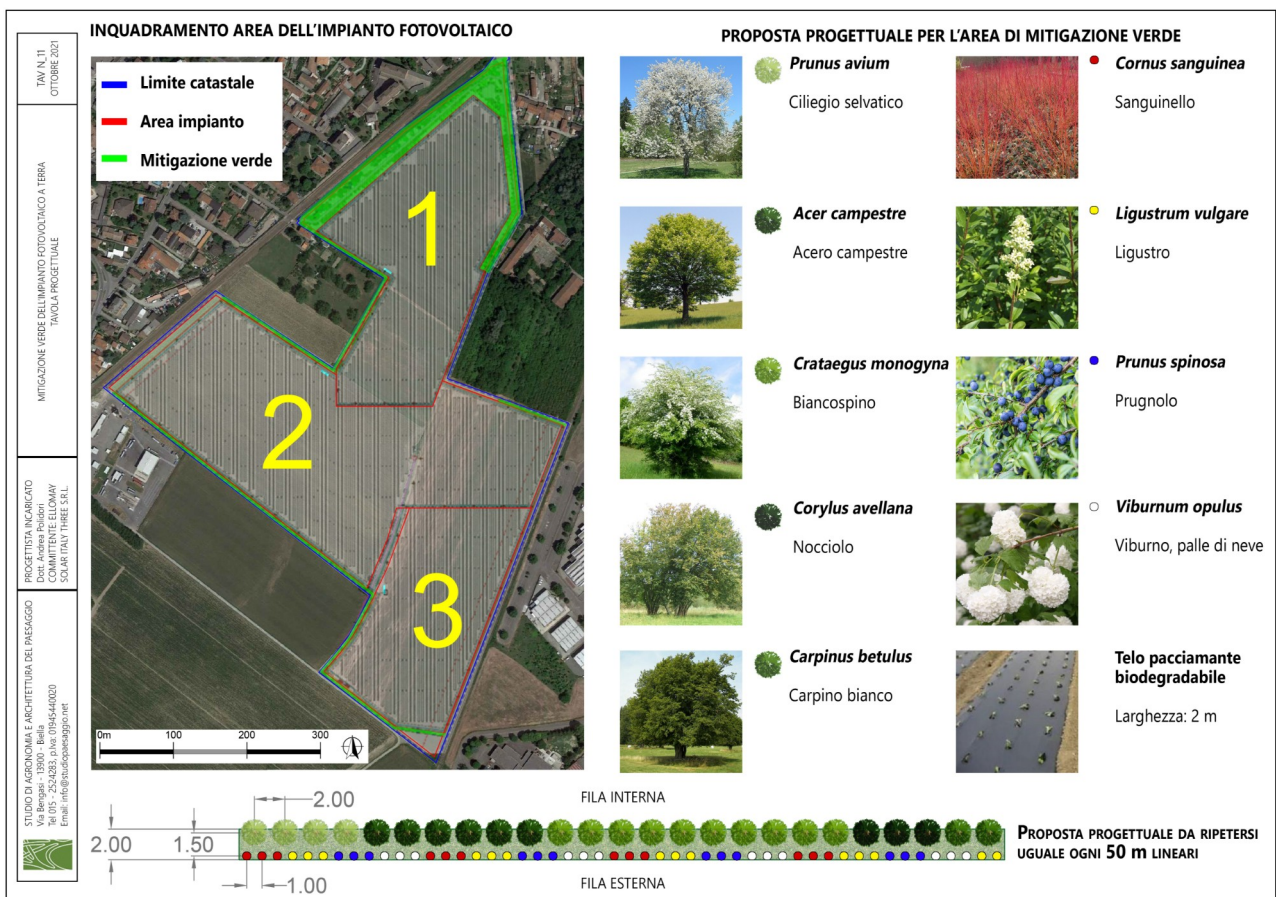 INQUADRAMENTO AREA DELL'IMPIANTO FOTOVOLTAICO
Limite catastale
Area impianto
Mitigazione verde
1
2
3
0m 100 200 300
PROPOSTA PROGETTUALE PER L'AREA DI MITIGAZIONE VERDE
Prunus avium
Ciliegio selvatico
Acer campestre
Acero campestre
Crataegus monogyna
Biancospino
Corylus avellana
Nocciolo
Carpinus betulus
Carpino bianco
Cornus sanguinea
Sanguinello
Ligustrum vulgare
Ligustro
Prunus spinosa
Prugnolo
Viburnum opulus
Viburno, palle di neve
Telo pacciamante
biodegradabile
Larghezza: 2 m
FILA INTERNA
2.00
2.00
1.50
1.00
FILA ESTERNA
PROPOSTA PROGETTUALE DA RIPETERSI
UGUALE OGNI 50 m LINEARI
TAV N_11
OTTOBRE 2021
MITIGAZIONE VERDE DELL'IMPIANTO FOTOVOLTAICO A TERRA
TAVOLA PROGETTUALE
PROGETTISTA INCARICATO
Dott. Andrea Polidori
COMMITTENTE: ELLOMAY
SOLAR ITALY THREE S.R.L.
STUDIO DI AGRONOMIA E ARCHITETTURA DEL PAESAGGIO
Via Bengasi - 13900 - Biella
Tel 015 - 2524283, p.Iva: 01945440020
Email: info@studiopaesaggio.net